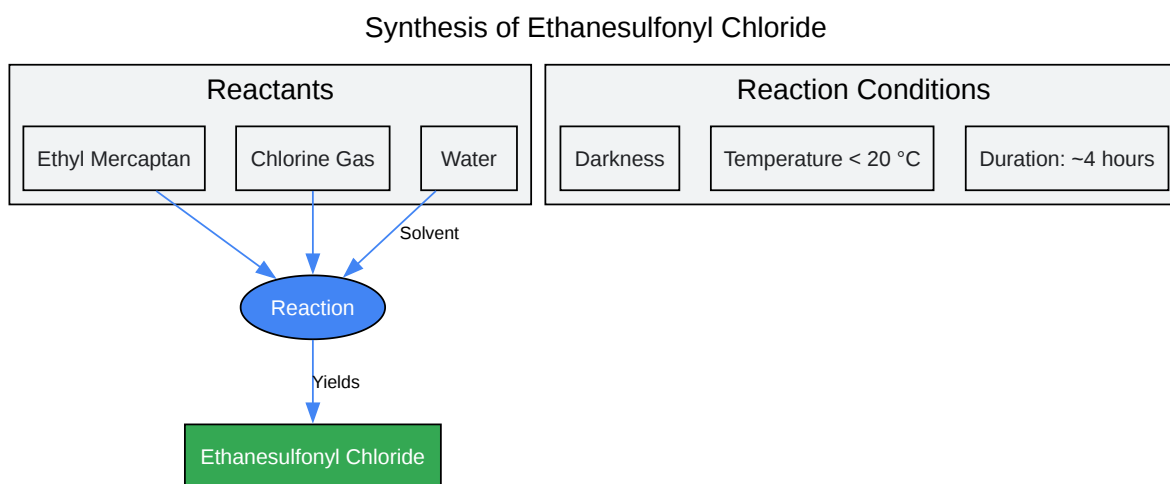 Synthesis of Ethanesulfonyl Chloride
Reactants
Reaction Conditions
Ethyl Mercaptan
Chlorine Gas
Water
Darkness
Temperature < 20 °C
Duration: ~4 hours
Solvent
Reaction
Yields
Ethanesulfonyl Chloride